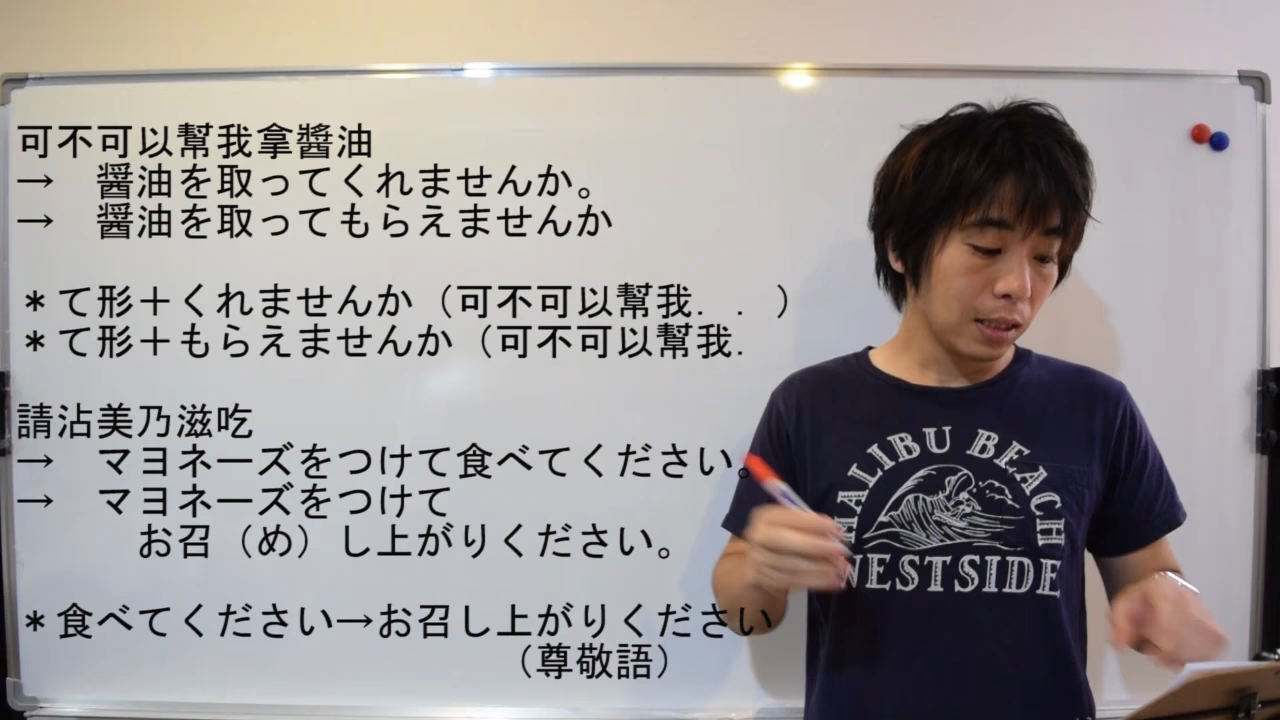 可不可以幫我拿醬油
→　醤油を取ってくれませんか。
→　醤油を取ってもらえませんか
＊て形＋くれませんか（可不可以幫我．．）
＊て形＋もらえませんか（可不可以幫我．
請沾美乃滋吃
→　マヨネーズをつけて食べてください。
→　マヨネーズをつけて
お召（め）し上がりください。
＊食べてください→お召し上がりください
（尊敬語）
MALIBU BEACH
WESTSIDE